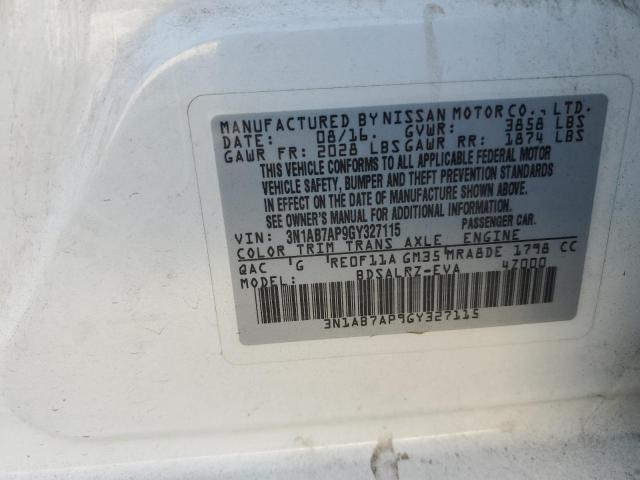 MANUFACTURED BY NISSAN MOTOR CO., LTD.
DATE: 08/16. GVWR: 3858 LBS
GAWR FR: 2028 LBS GAWR RR: 1874 LBS
THIS VEHICLE CONFORMS TO ALL APPLICABLE FEDERAL MOTOR
VEHICLE SAFETY, BUMPER AND THEFT PREVENTION STANDARDS
IN EFFECT ON THE DATE OF MANUFACTURE SHOWN ABOVE.
SEE OWNER'S MANUAL FOR ADDITIONAL INFORMATION.
VIN: 3N1AB7AP9GY327115 PASSENGER CAR.
COLOR TRIM TRANS AXLE ENGINE
QAC G RE0F11A GM35 MRA8DE 1798 CC
MODEL: BDSALRZ-EVA 4Z000
3N1AB7AP9GY327115